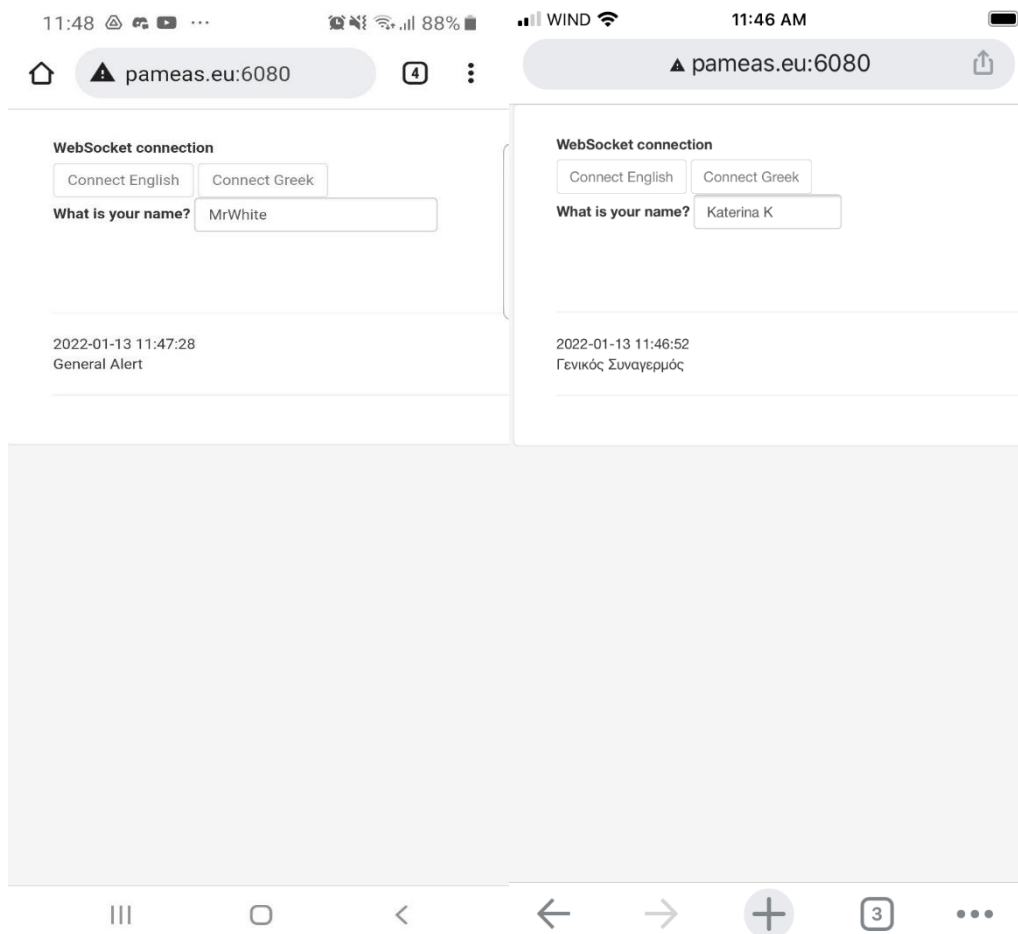 11:48 88%
pameas.eu:6080
4
WebSocket connection
Connect English Connect Greek
What is your name? MrWhite
2022-01-13 11:47:28
General Alert
WIND 11:46 AM
pameas.eu:6080
WebSocket connection
Connect English Connect Greek
What is your name? Katerina K
2022-01-13 11:46:52
Γενικός Συναγερμός
3